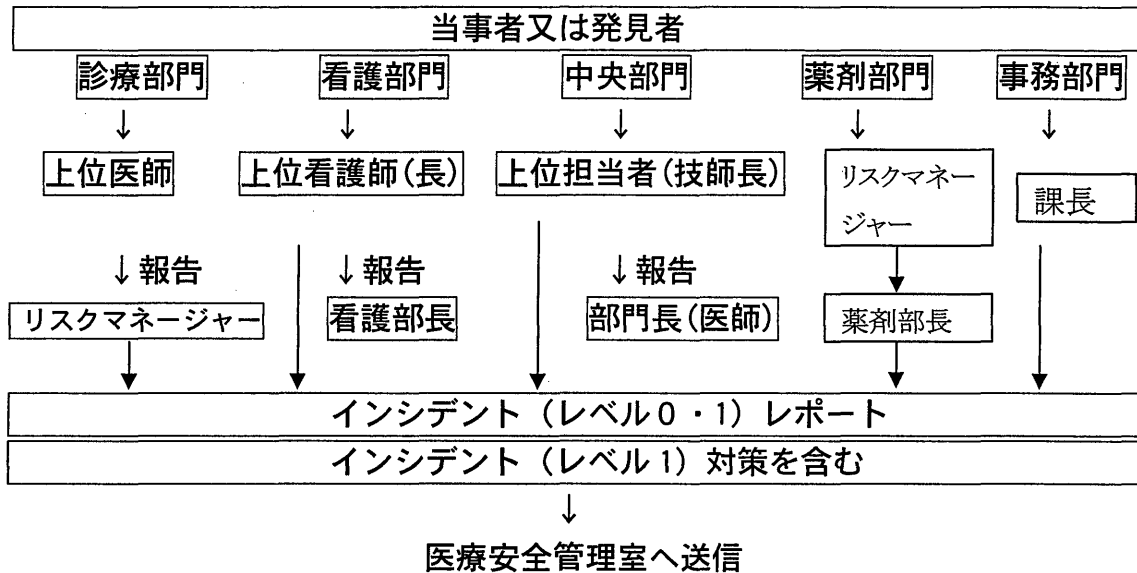 当事者又は発見者
診療部門 看護部門 中央部門 薬剤部門 事務部門
↓ ↓ ↓ ↓ ↓
上位医師 上位看護師(長) 上位担当者(技師長)
リスクマネー
ジャー
課長
↓報告 ↓報告 ↓報告
リスクマネージャー 看護部長 部門長(医師) 薬剤部長
インシデント（レベル０・１）レポート
インシデント（レベル１）対策を含む
↓
医療安全管理室へ送信